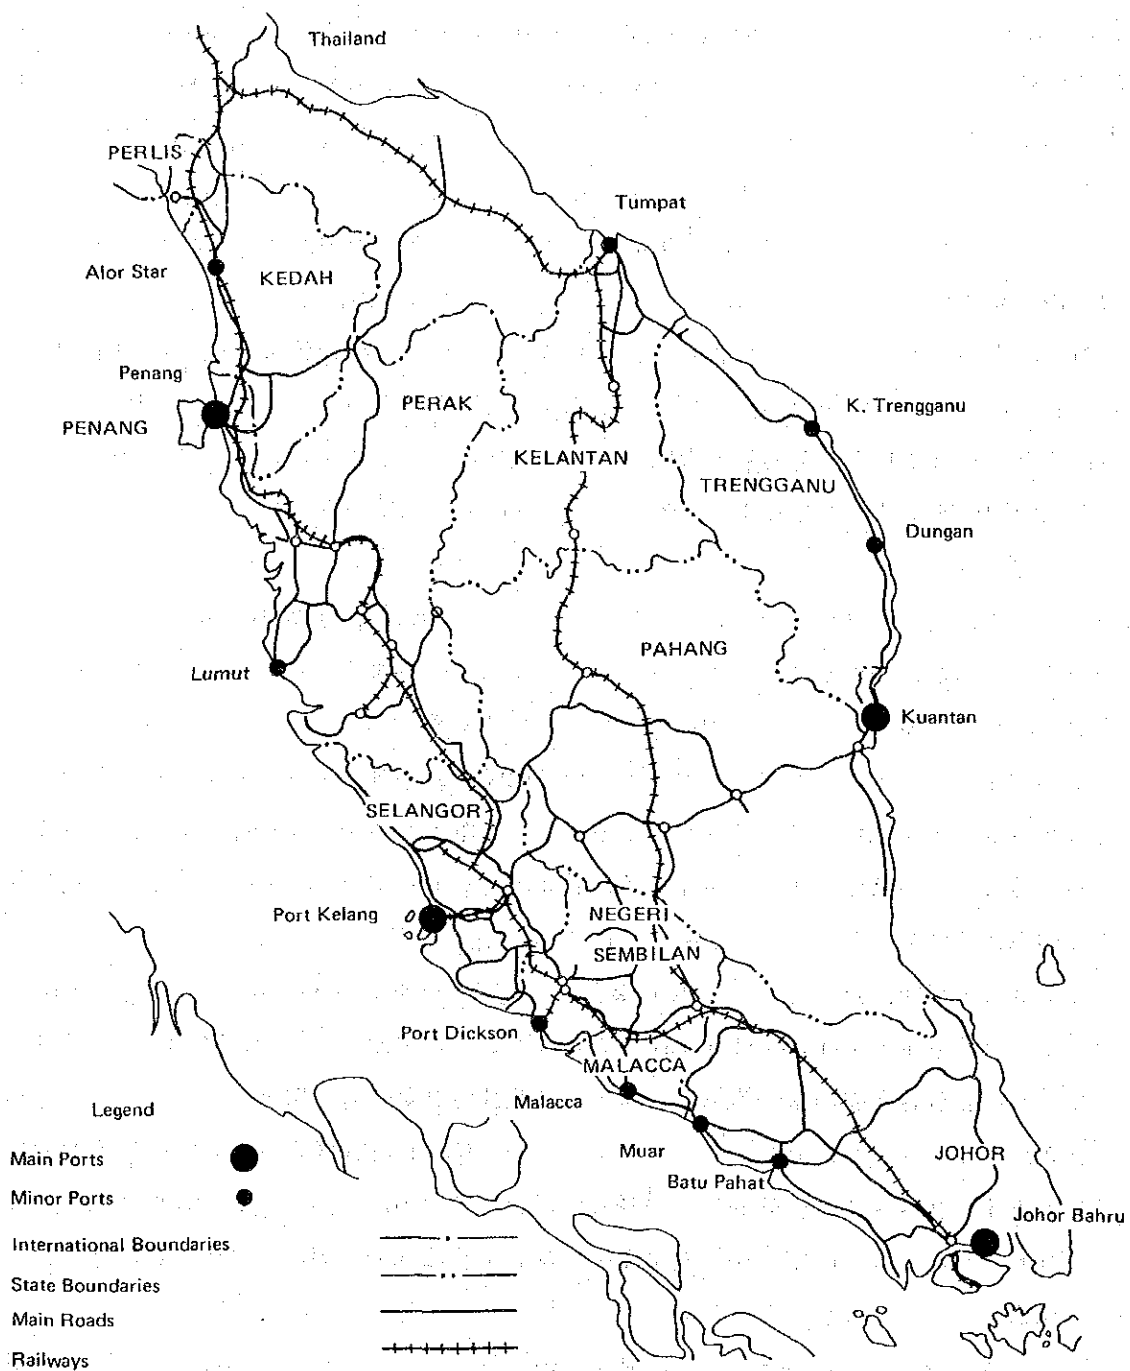 Thailand
PERLIS
Tumpat
Alor Star
KEDAH
Penang
PERAK
K. Trengganu
PENANG
KELANTAN
TRENGGANU
Dungan
PAHANG
Lumut
Kuantan
SELANGOR
Port Kelang
NEGERI
SEMBILAN
Port Dickson
MALACCA
Malacca
Muar
JOHOR
Batu Pahat
Johor Bahru
Legend
Main Ports
Minor Ports
International Boundaries
State Boundaries
Main Roads
Railways